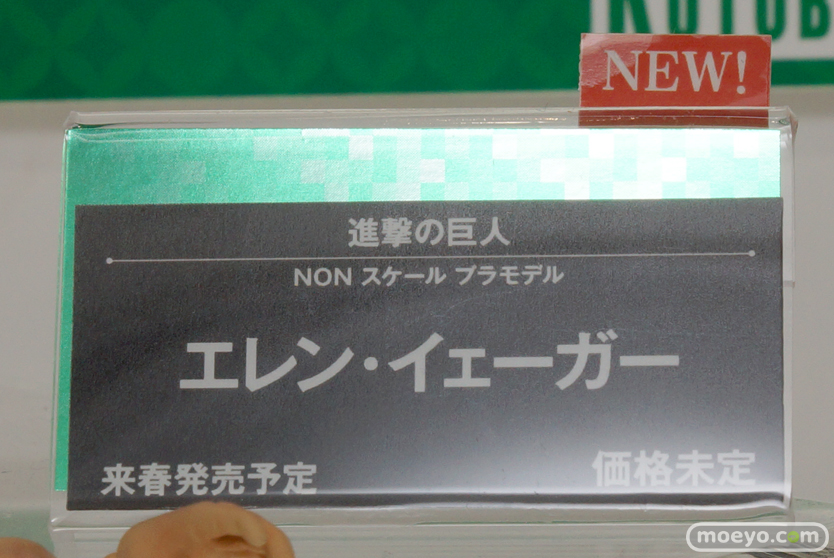 NEW!
進撃の巨人
NON スケール プラモデル
エレン・イェーガー
来春発売予定
価格未定
moeyo.com